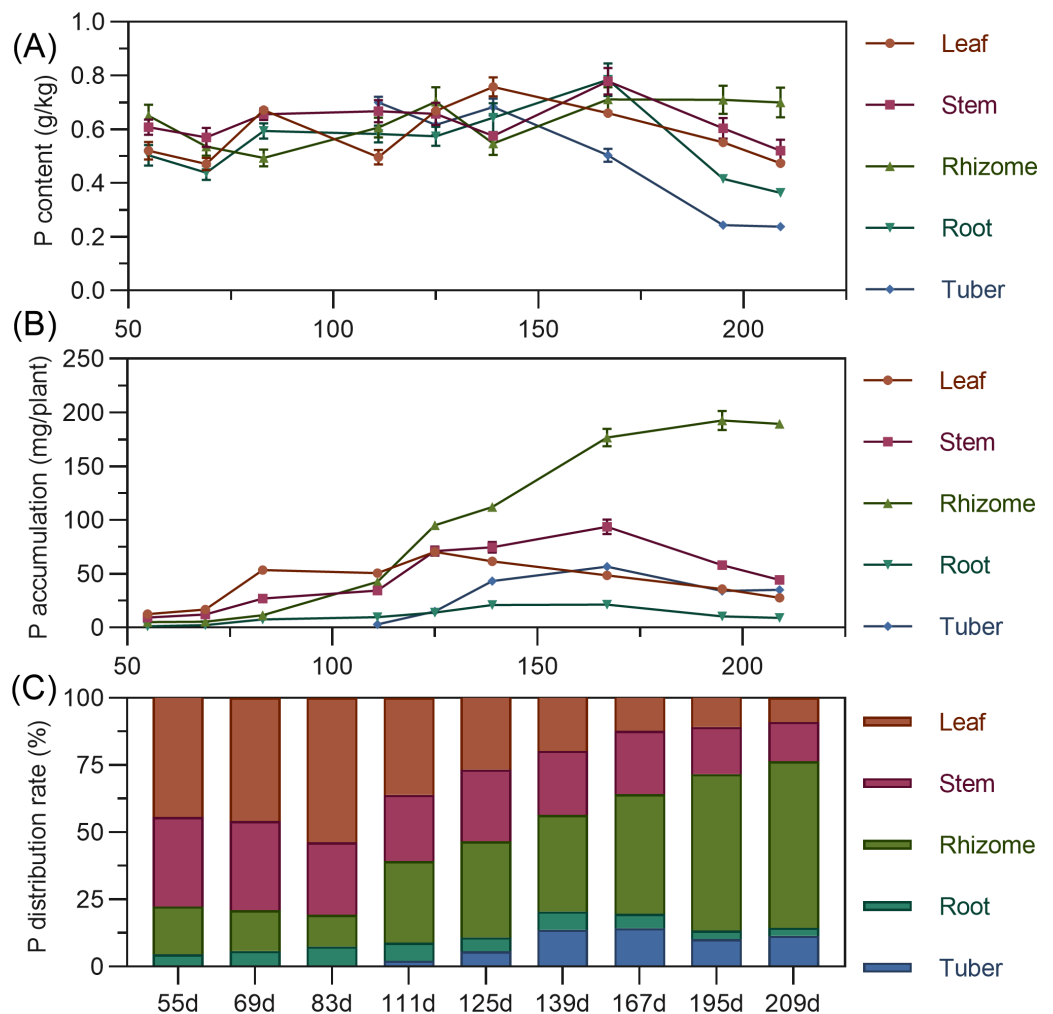 (A)
P content (g/kg)
1.0
0.8
0.6
0.4
0.2
0.0
50
100
150
200
Leaf
Stem
Rhizome
Root
Tuber
(B)
P accumulation (mg/plant)
250
200
150
100
50
0
50
100
150
200
Leaf
Stem
Rhizome
Root
Tuber
(C)
P distribution rate (%)
100
75
50
25
0
55d 69d 83d 111d 125d 139d 167d 195d 209d
Leaf
Stem
Rhizome
Root
Tuber